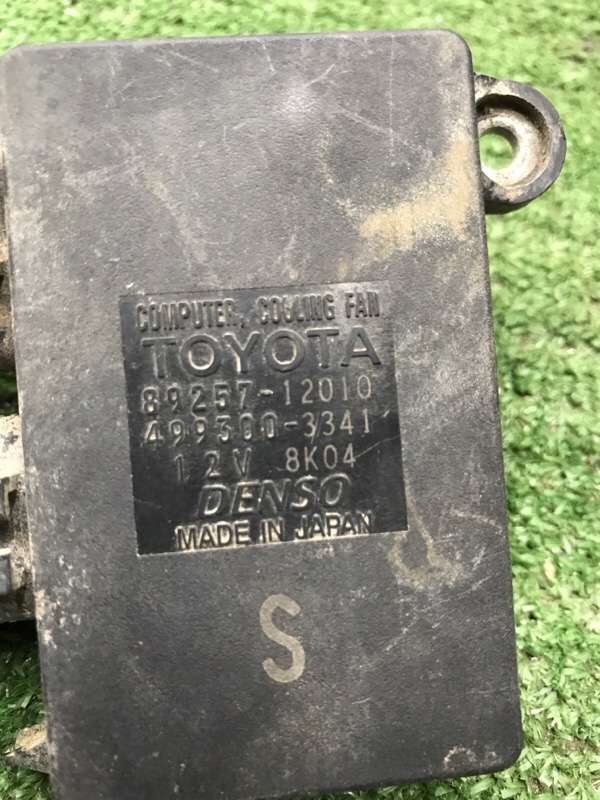 COMPUTER, COOLING FAN
TOYOTA
89257-12010
499300-3341
12V 8K04
DENSO
MADE IN JAPAN
S